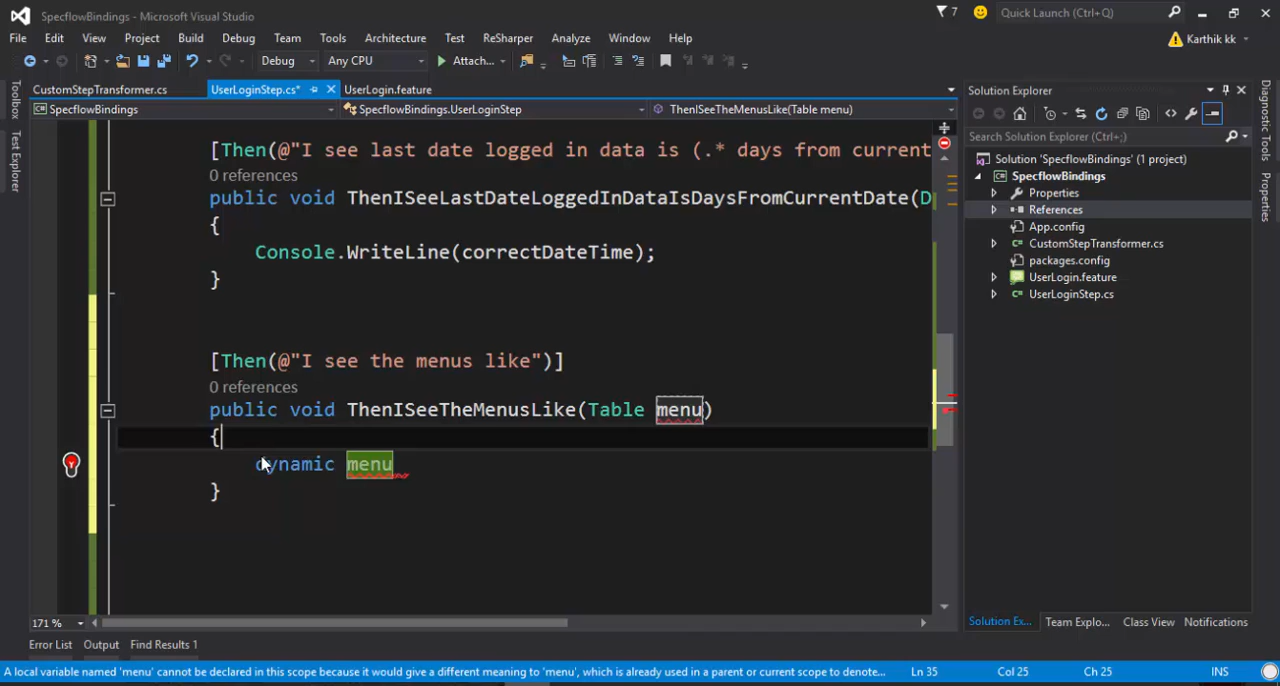 SpecflowBindings - Microsoft Visual Studio
7
Quick Launch (Ctrl+Q)
File Edit View Project Build Debug Team Tools Architecture Test ReSharper Analyze Window Help
Karthik kk
Debug Any CPU Attach...
Toolbox
Test Explorer
CustomStepTransformer.cs UserLoginStep.cs* UserLogin.feature
SpecflowBindings SpecflowBindings.UserLoginStep ThenISeeTheMenusLike(Table menu)
[Then(@"I see last date logged in data is (.* days from current
0 references
public void ThenISeeLastDateLoggedInDataIsDaysFromCurrentDate(D
{
Console.WriteLine(correctDateTime);
}
[Then(@"I see the menus like")]
0 references
public void ThenISeeTheMenusLike(Table menu)
{
dynamic menu
}
171 %
Solution Explorer
Search Solution Explorer (Ctrl+;)
Solution 'SpecflowBindings' (1 project)
SpecflowBindings
Properties
References
App.config
CustomStepTransformer.cs
packages.config
UserLogin.feature
UserLoginStep.cs
Solution Ex... Team Explo... Class View Notifications
Diagnostic Tools
Properties
Error List Output Find Results 1
A local variable named 'menu' cannot be declared in this scope because it would give a different meaning to 'menu', which is already used in a parent or current scope to denote... Ln 35 Col 25 Ch 25 INS